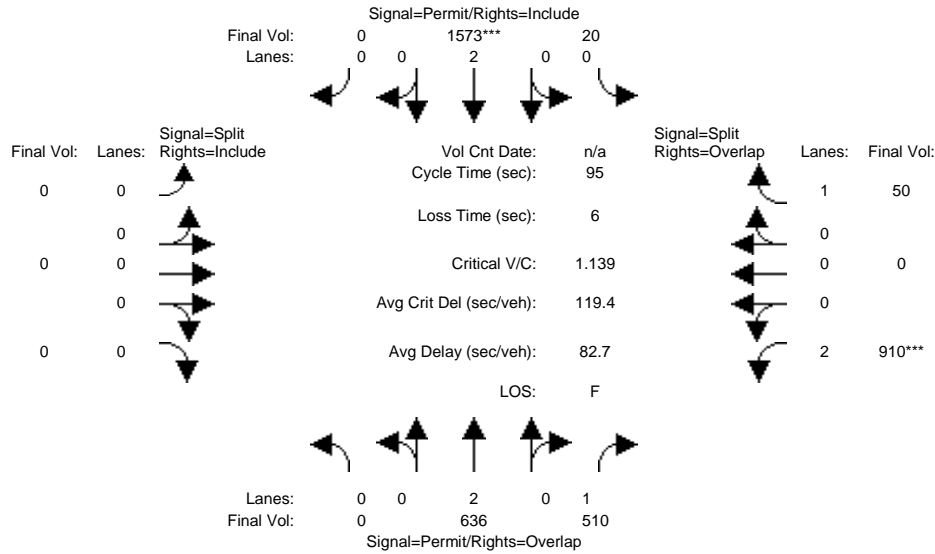 Signal=Permit/Rights=Include
Final Vol: 0 1573*** 20
Lanes: 0 0 2 0 0
Signal=Split Signal=Split
Final Vol: Lanes: Rights=Include Vol Cnt Date: n/a Rights=Overlap Lanes: Final Vol:
Cycle Time (sec): 95
0 0 1 50
Loss Time (sec): 6
0 0
0 0 Critical V/C: 1.139 0 0
0 Avg Crit Del (sec/veh): 119.4 0
0 0 Avg Delay (sec/veh): 82.7 2 910***
LOS: F
Lanes: 0 0 2 0 1
Final Vol: 0 636 510
Signal=Permit/Rights=Overlap